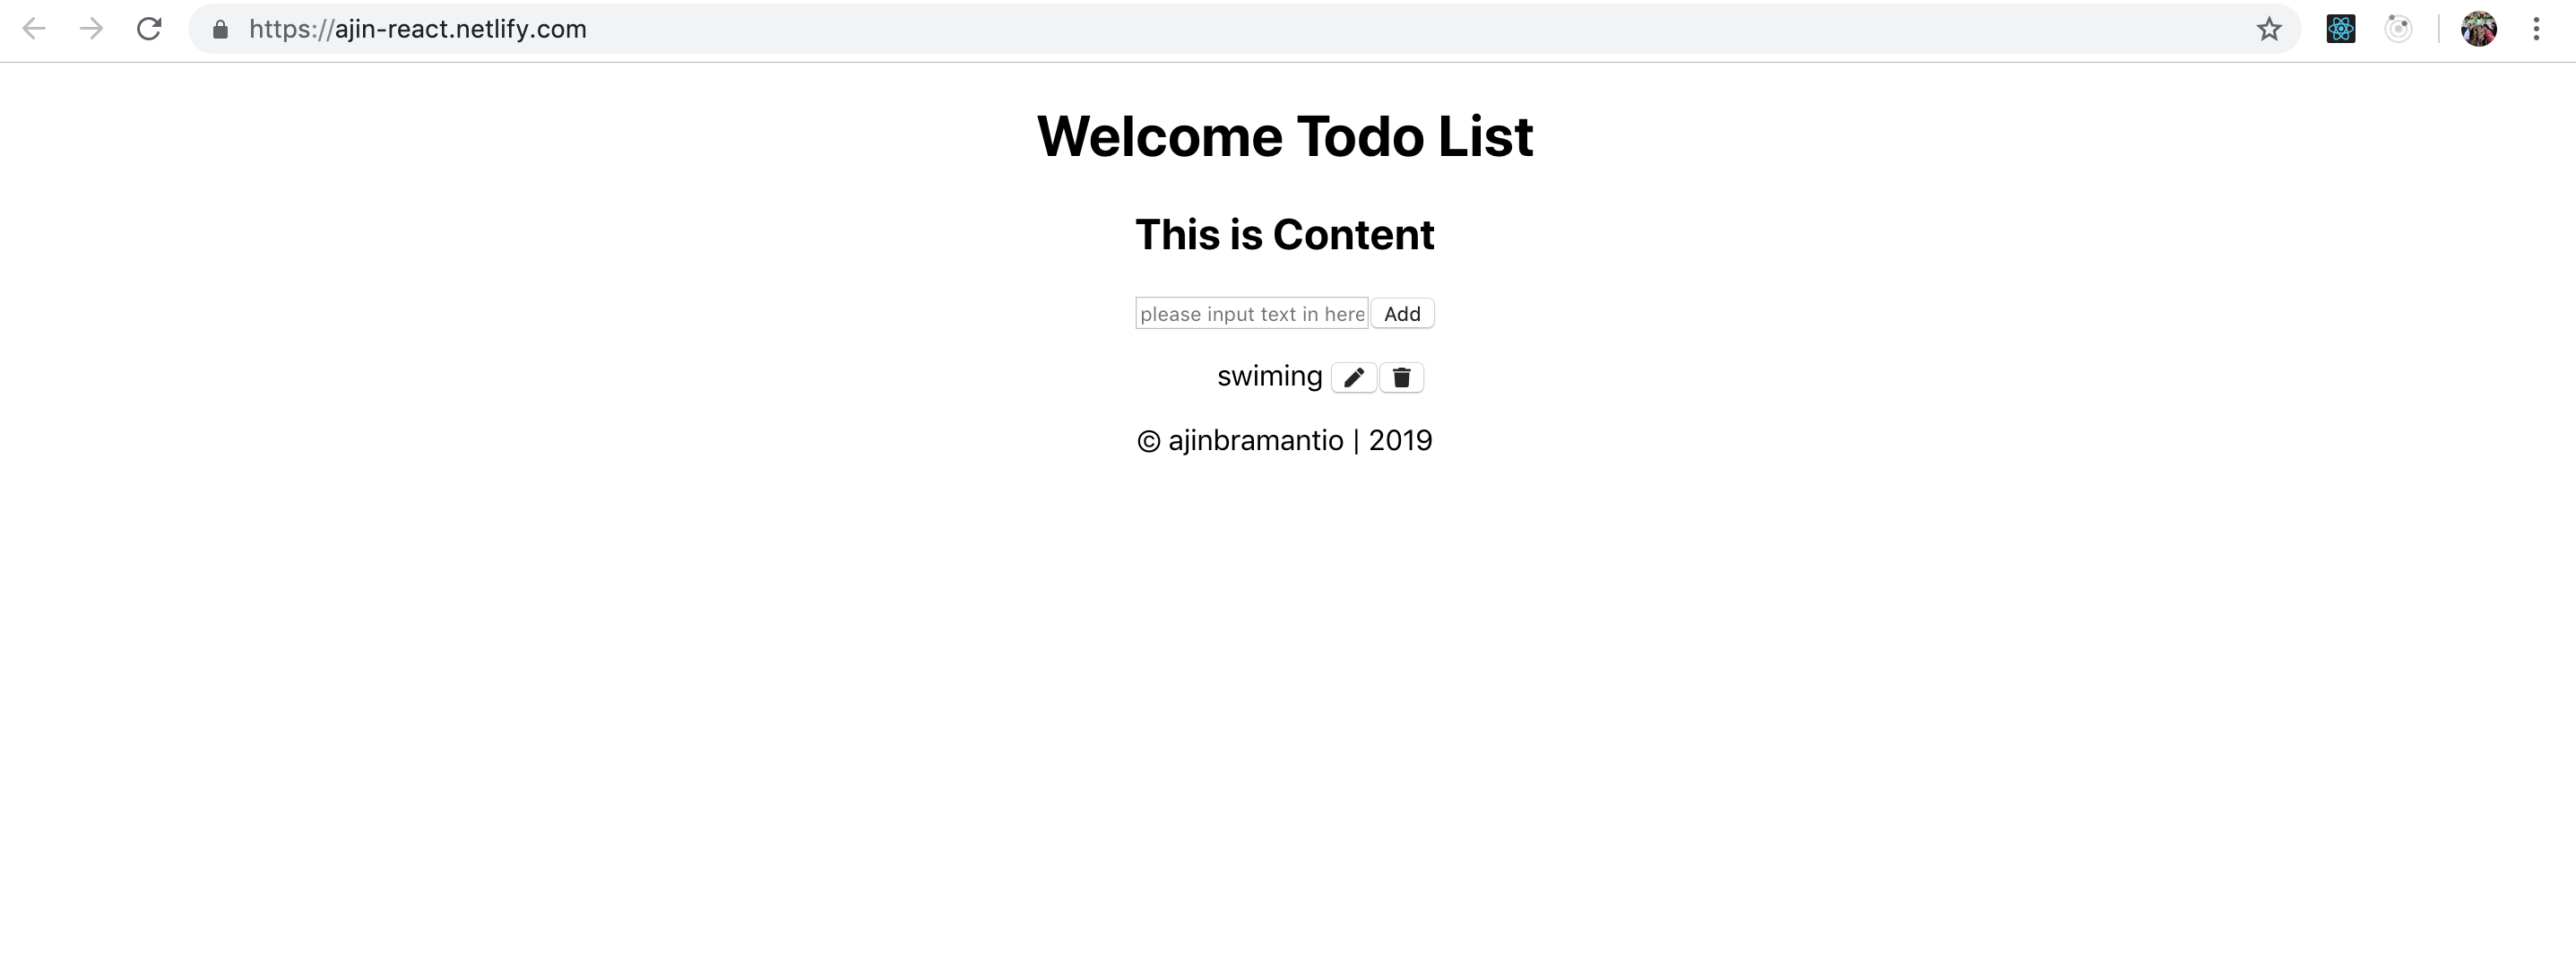 https://ajin-react.netlify.com
Welcome Todo List
This is Content
please input text in here Add
swiming
© ajinbramantio | 2019